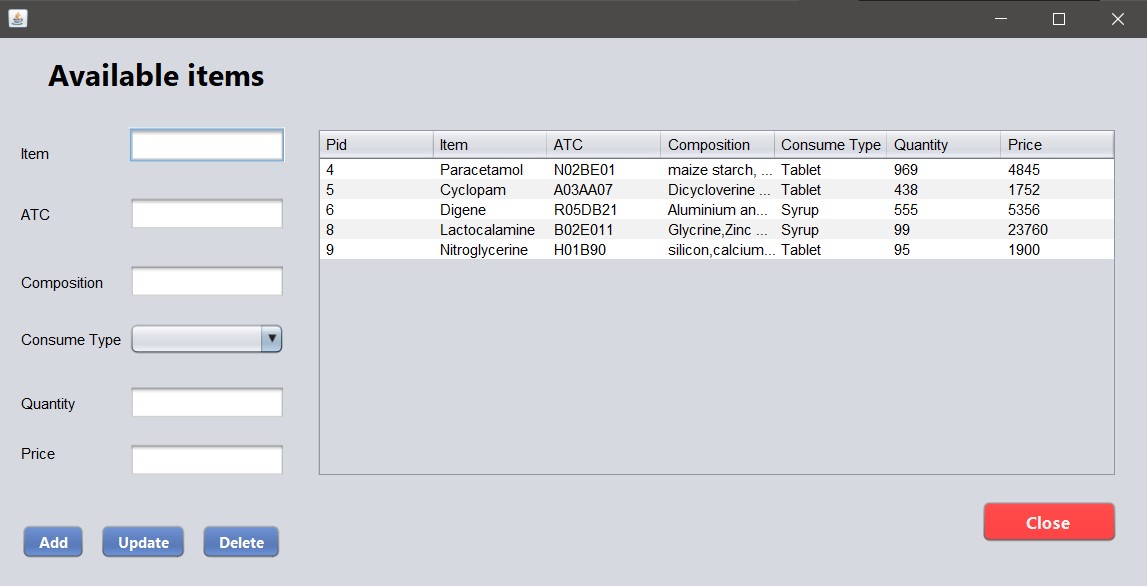 Available items
Item
ATC
Composition
Consume Type
Quantity
Price
Add Update Delete
Pid Item ATC Composition Consume Type Quantity Price
4 Paracetamol N02BE01 maize starch, ... Tablet 969 4845
5 Cyclopam A03AA07 Dicycloverine ... Tablet 438 1752
6 Digene R05DB21 Aluminium an... Syrup 555 5356
8 Lactocalamine B02E011 Glycrine,Zinc ... Syrup 99 23760
9 Nitroglycerine H01B90 silicon,calcium... Tablet 95 1900
Close